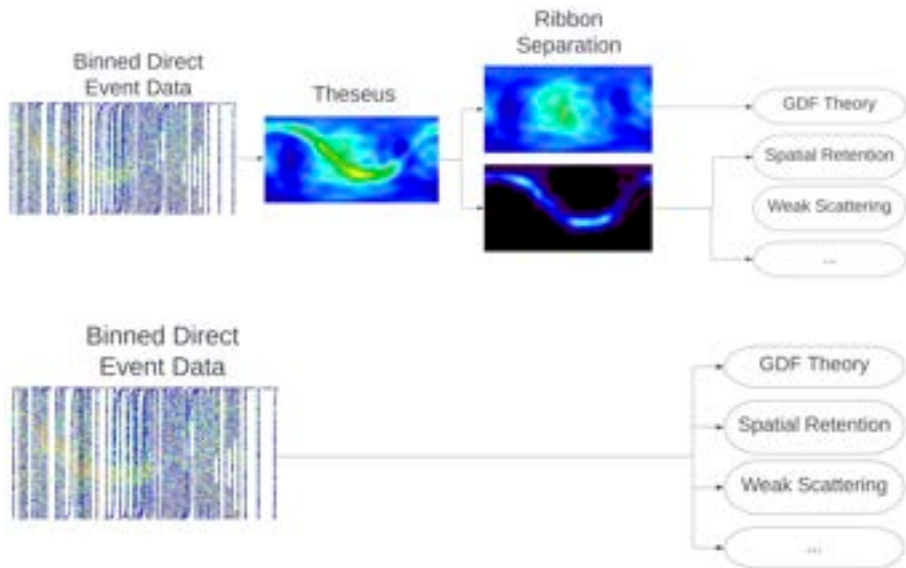 Ribbon
Separation
Binned Direct
Event Data
Theseus
GDF Theory
Spatial Retention
Weak Scattering
...
Binned Direct
Event Data
GDF Theory
Spatial Retention
Weak Scattering
...